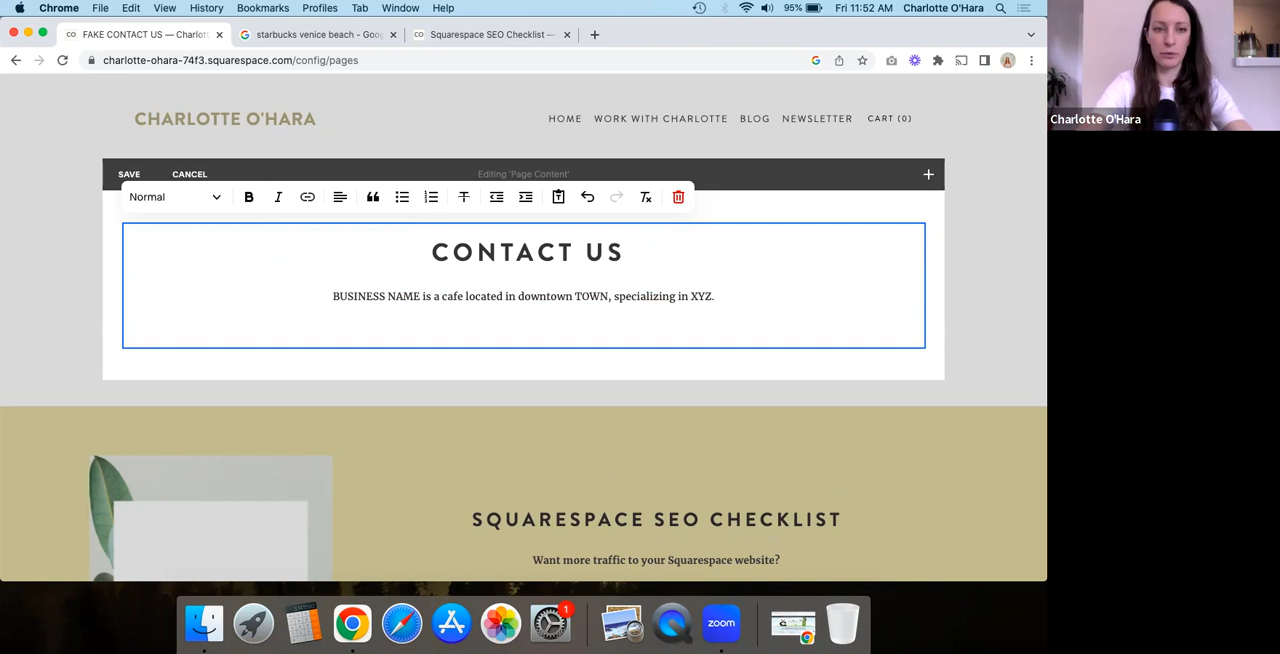 Chrome File Edit View History Bookmarks Profiles Tab Window Help 95% Fri 11:52 AM Charlotte O'Hara
FAKE CONTACT US — Charlott starbucks venice beach - Goog Squarespace SEO Checklist —
charlotte-ohara-74f3.squarespace.com/config/pages
CHARLOTTE O'HARA HOME WORK WITH CHARLOTTE BLOG NEWSLETTER CART (0)
Charlotte O'Hara
SAVE CANCEL Editing 'Page Content'
Normal B I
CONTACT US
BUSINESS NAME is a cafe located in downtown TOWN, specializing in XYZ.
SQUARESPACE SEO CHECKLIST
Want more traffic to your Squarespace website?
1
zoom